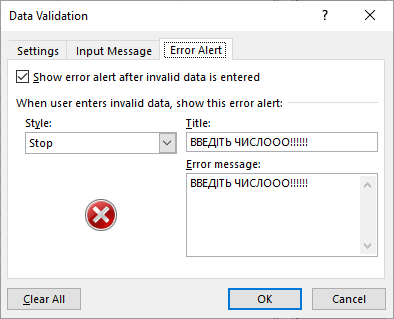 Data Validation
?
Settings
Input Message
Error Alert
Show error alert after invalid data is entered
When user enters invalid data, show this error alert:
Style:
Title:
Stop
ВВЕДІТЬ ЧИСЛООО!!!!!!
Error message:
ВВЕДІТЬ ЧИСЛООО!!!!!!
Clear All
OK
Cancel